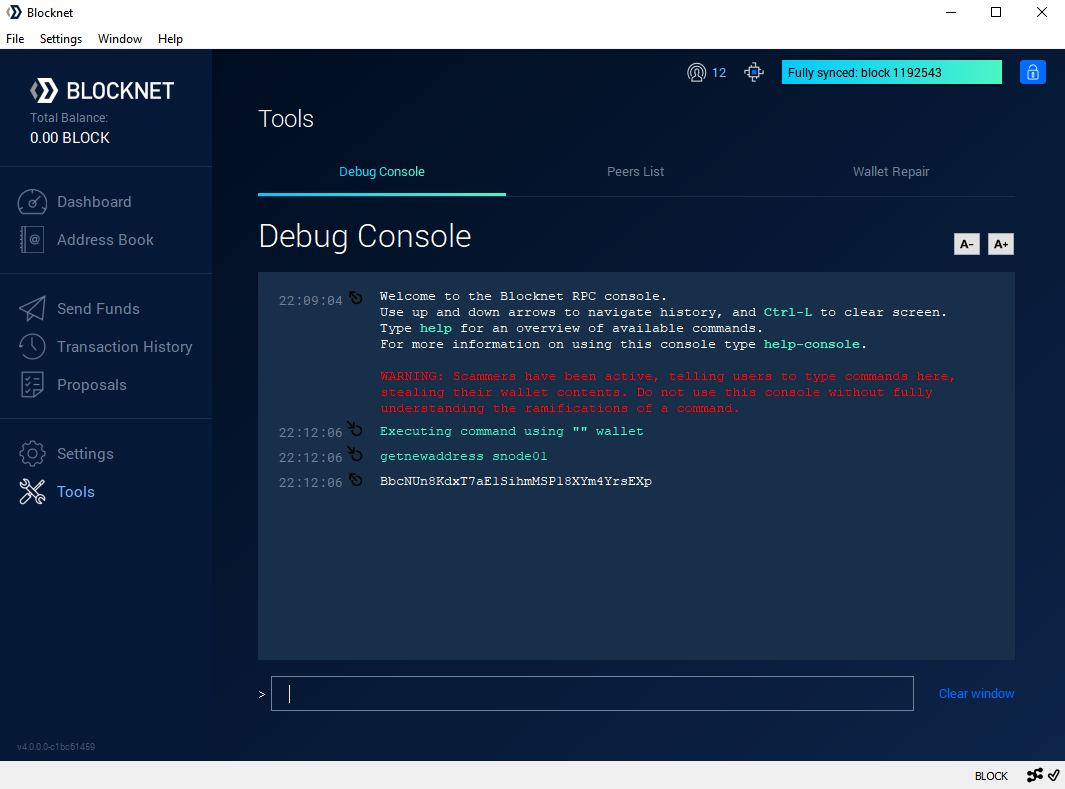 Blocknet
File Settings Window Help
BLOCKNET
Total Balance:
0.00 BLOCK
Dashboard
Address Book
Send Funds
Transaction History
Proposals
Settings
Tools
v4.0.0.0-c1bc61459
12
Fully synced: block 1192543
Tools
Debug Console Peers List Wallet Repair
Debug Console
A- A+
22:09:04 Welcome to the Blocknet RPC console.
Use up and down arrows to navigate history, and Ctrl-L to clear screen.
Type help for an overview of available commands.
For more information on using this console type help-console.
WARNING: Scammers have been active, telling users to type commands here,
stealing their wallet contents. Do not use this console without fully
understanding the ramifications of a command.
22:12:06 Executing command using "" wallet
22:12:06 getnewaddress snode01
22:12:06 BbcNUn8KdxT7aE1SihmMSP18XYm4YrsEXp
>
Clear window
BLOCK